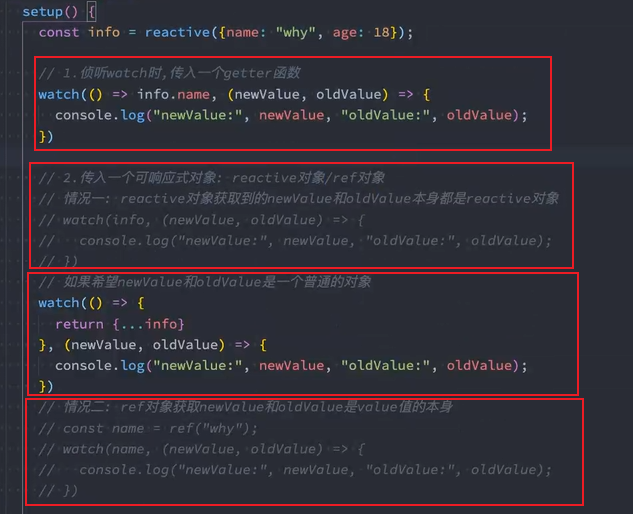 setup() {
const info = reactive({name: "why", age: 18});
// 1.侦听watch时,传入一个getter函数
watch(() => info.name, (newValue, oldValue) => {
console.log("newValue:", newValue, "oldValue:", oldValue);
})
// 2.传入一个可响应式对象: reactive对象/ref对象
// 情况一: reactive对象获取到的newValue和oldValue本身都是reactive对象
// watch(info, (newValue, oldValue) => {
//   console.log("newValue:", newValue, "oldValue:", oldValue);
// })
// 如果希望newValue和oldValue是一个普通的对象
watch(() => {
return {...info}
}, (newValue, oldValue) => {
console.log("newValue:", newValue, "oldValue:", oldValue);
})
// 情况二: ref对象获取newValue和oldValue是value值的本身
// const name = ref("why");
// watch(name, (newValue, oldValue) => {
//   console.log("newValue:", newValue, "oldValue:", oldValue);
// })